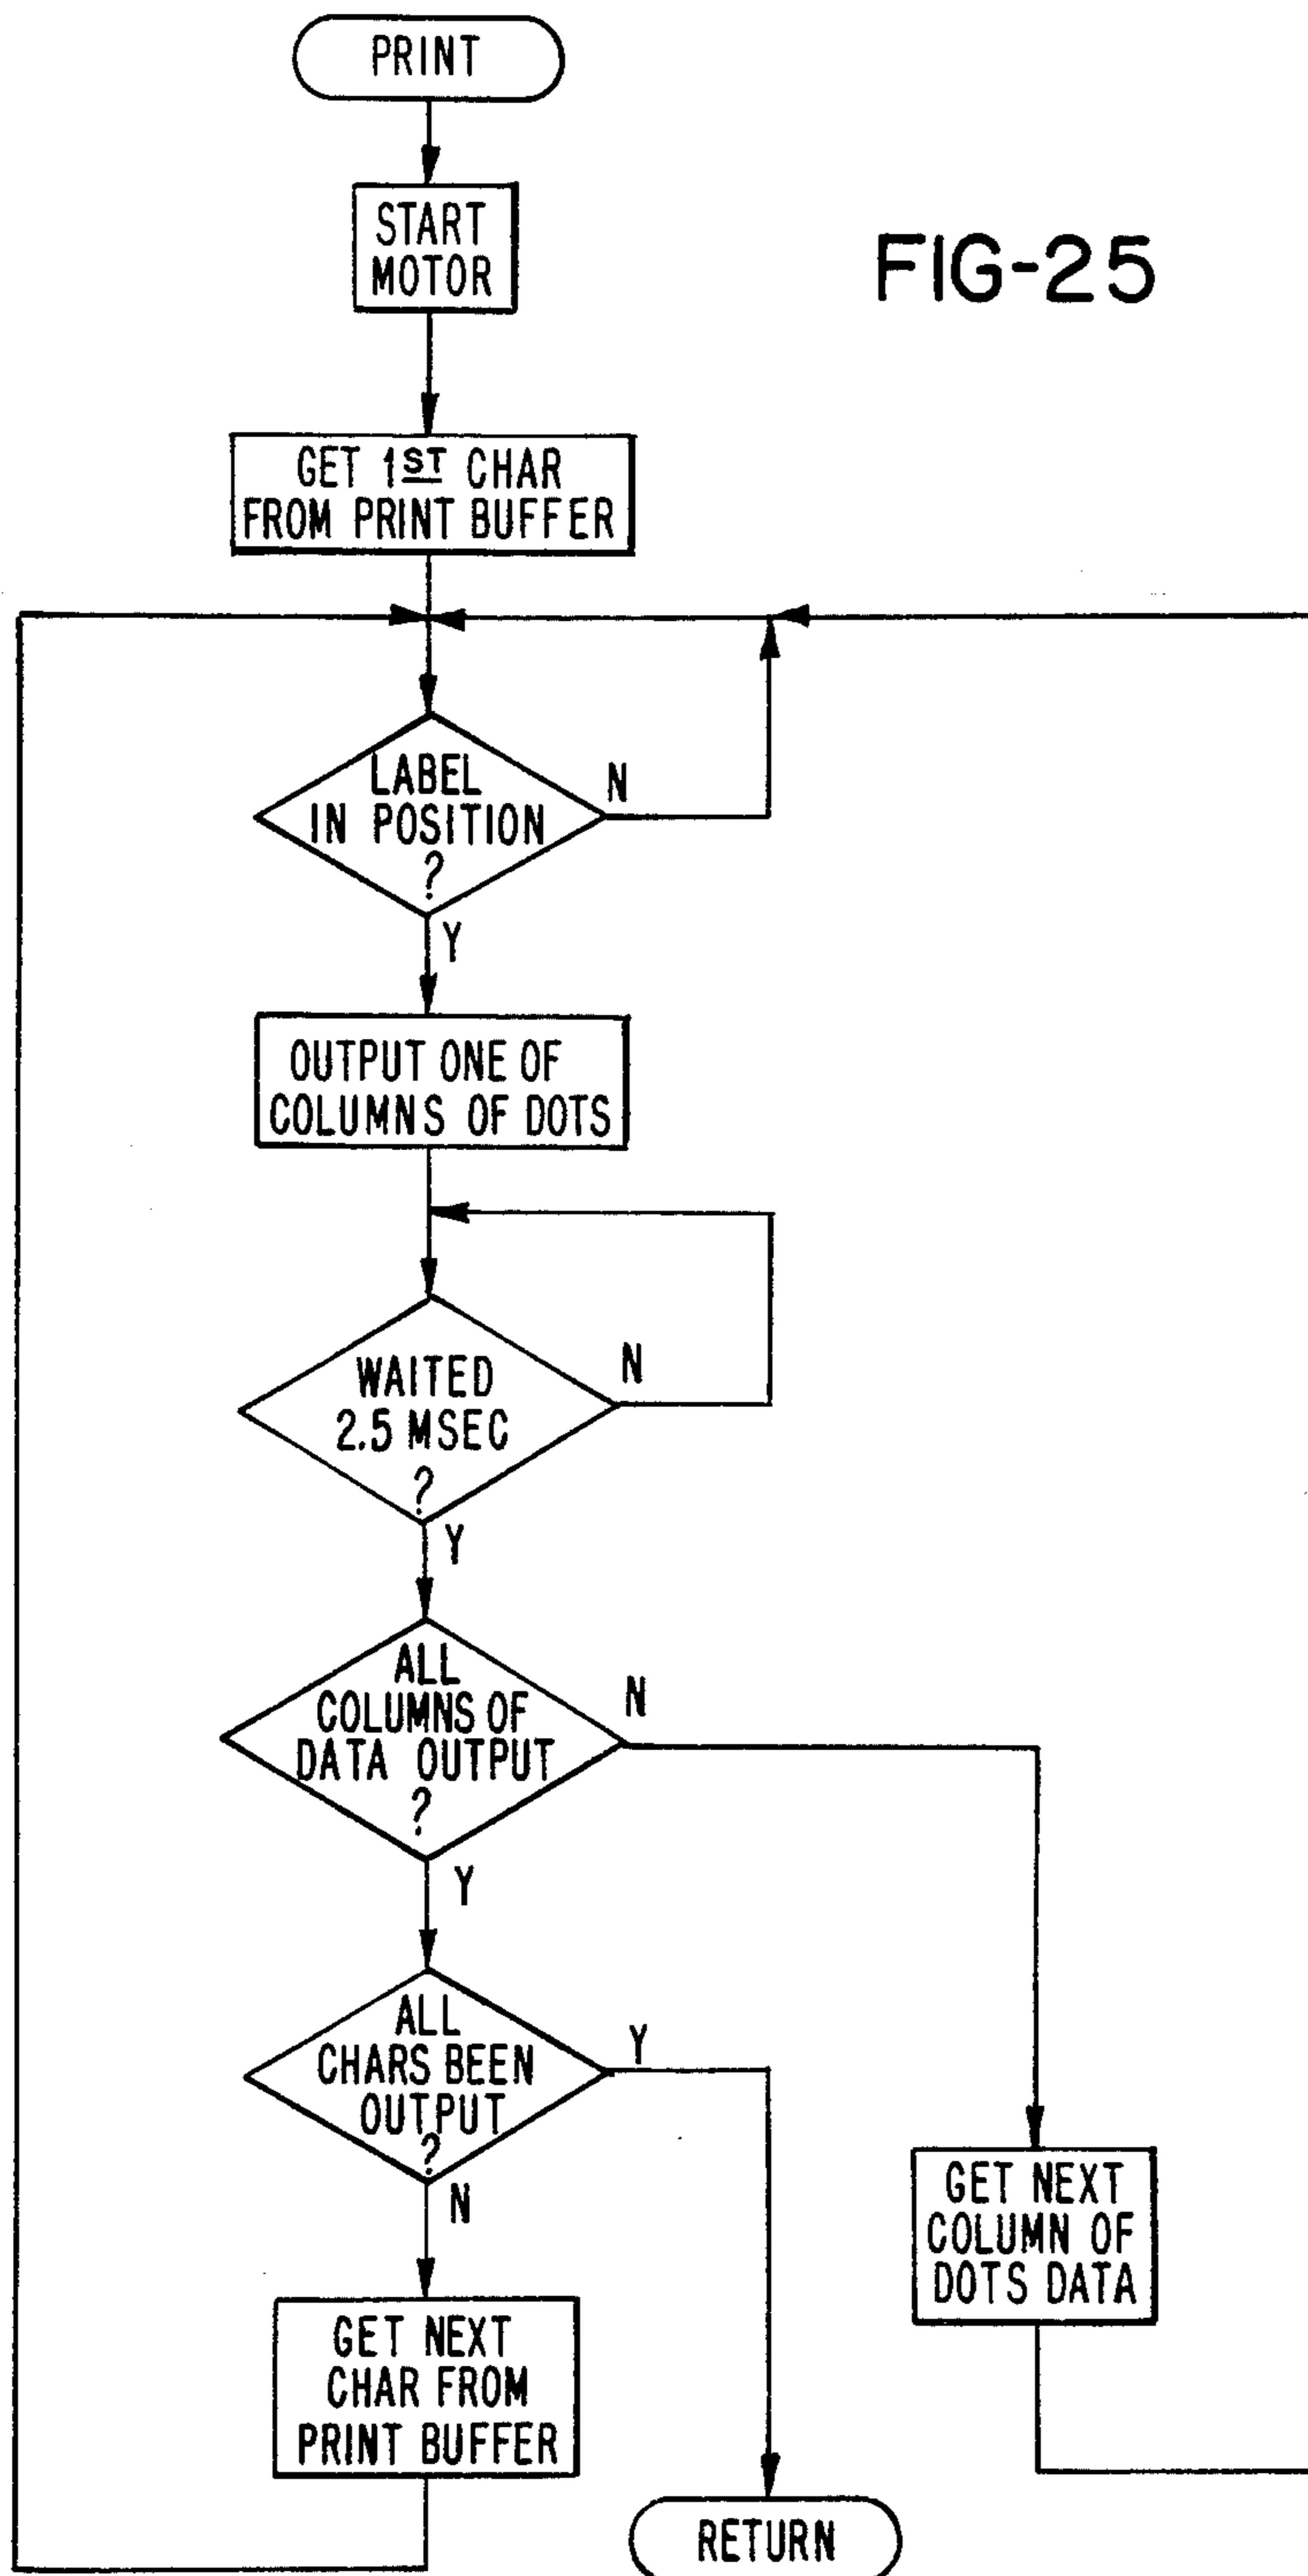 PRINT
START
MOTOR
FIG-25
GET 1ST CHAR
FROM PRINT BUFFER
LABEL
IN POSITION
?
N
Y
OUTPUT ONE OF
COLUMNS OF DOTS
WAITED
2.5 MSEC
?
N
Y
ALL
COLUMNS OF
DATA OUTPUT
?
N
Y
ALL
CHARS BEEN
OUTPUT
?
Y
N
GET NEXT
COLUMN OF
DOTS DATA
GET NEXT
CHAR FROM
PRINT BUFFER
RETURN